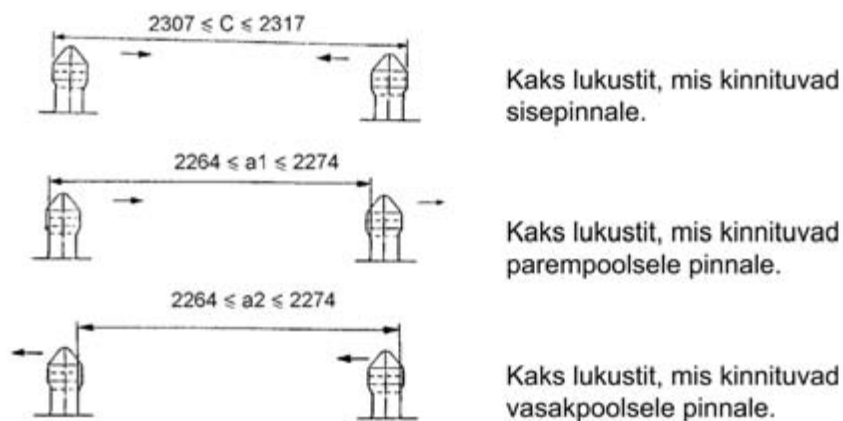 2307 ⩽ C ⩽ 2317
Kaks lukustit, mis kinnituvad
sisepinnale.
2264 ⩽ a1 ⩽ 2274
Kaks lukustit, mis kinnituvad
parempoolsele pinnale.
2264 ⩽ a2 ⩽ 2274
Kaks lukustit, mis kinnituvad
vasakpoolsele pinnale.